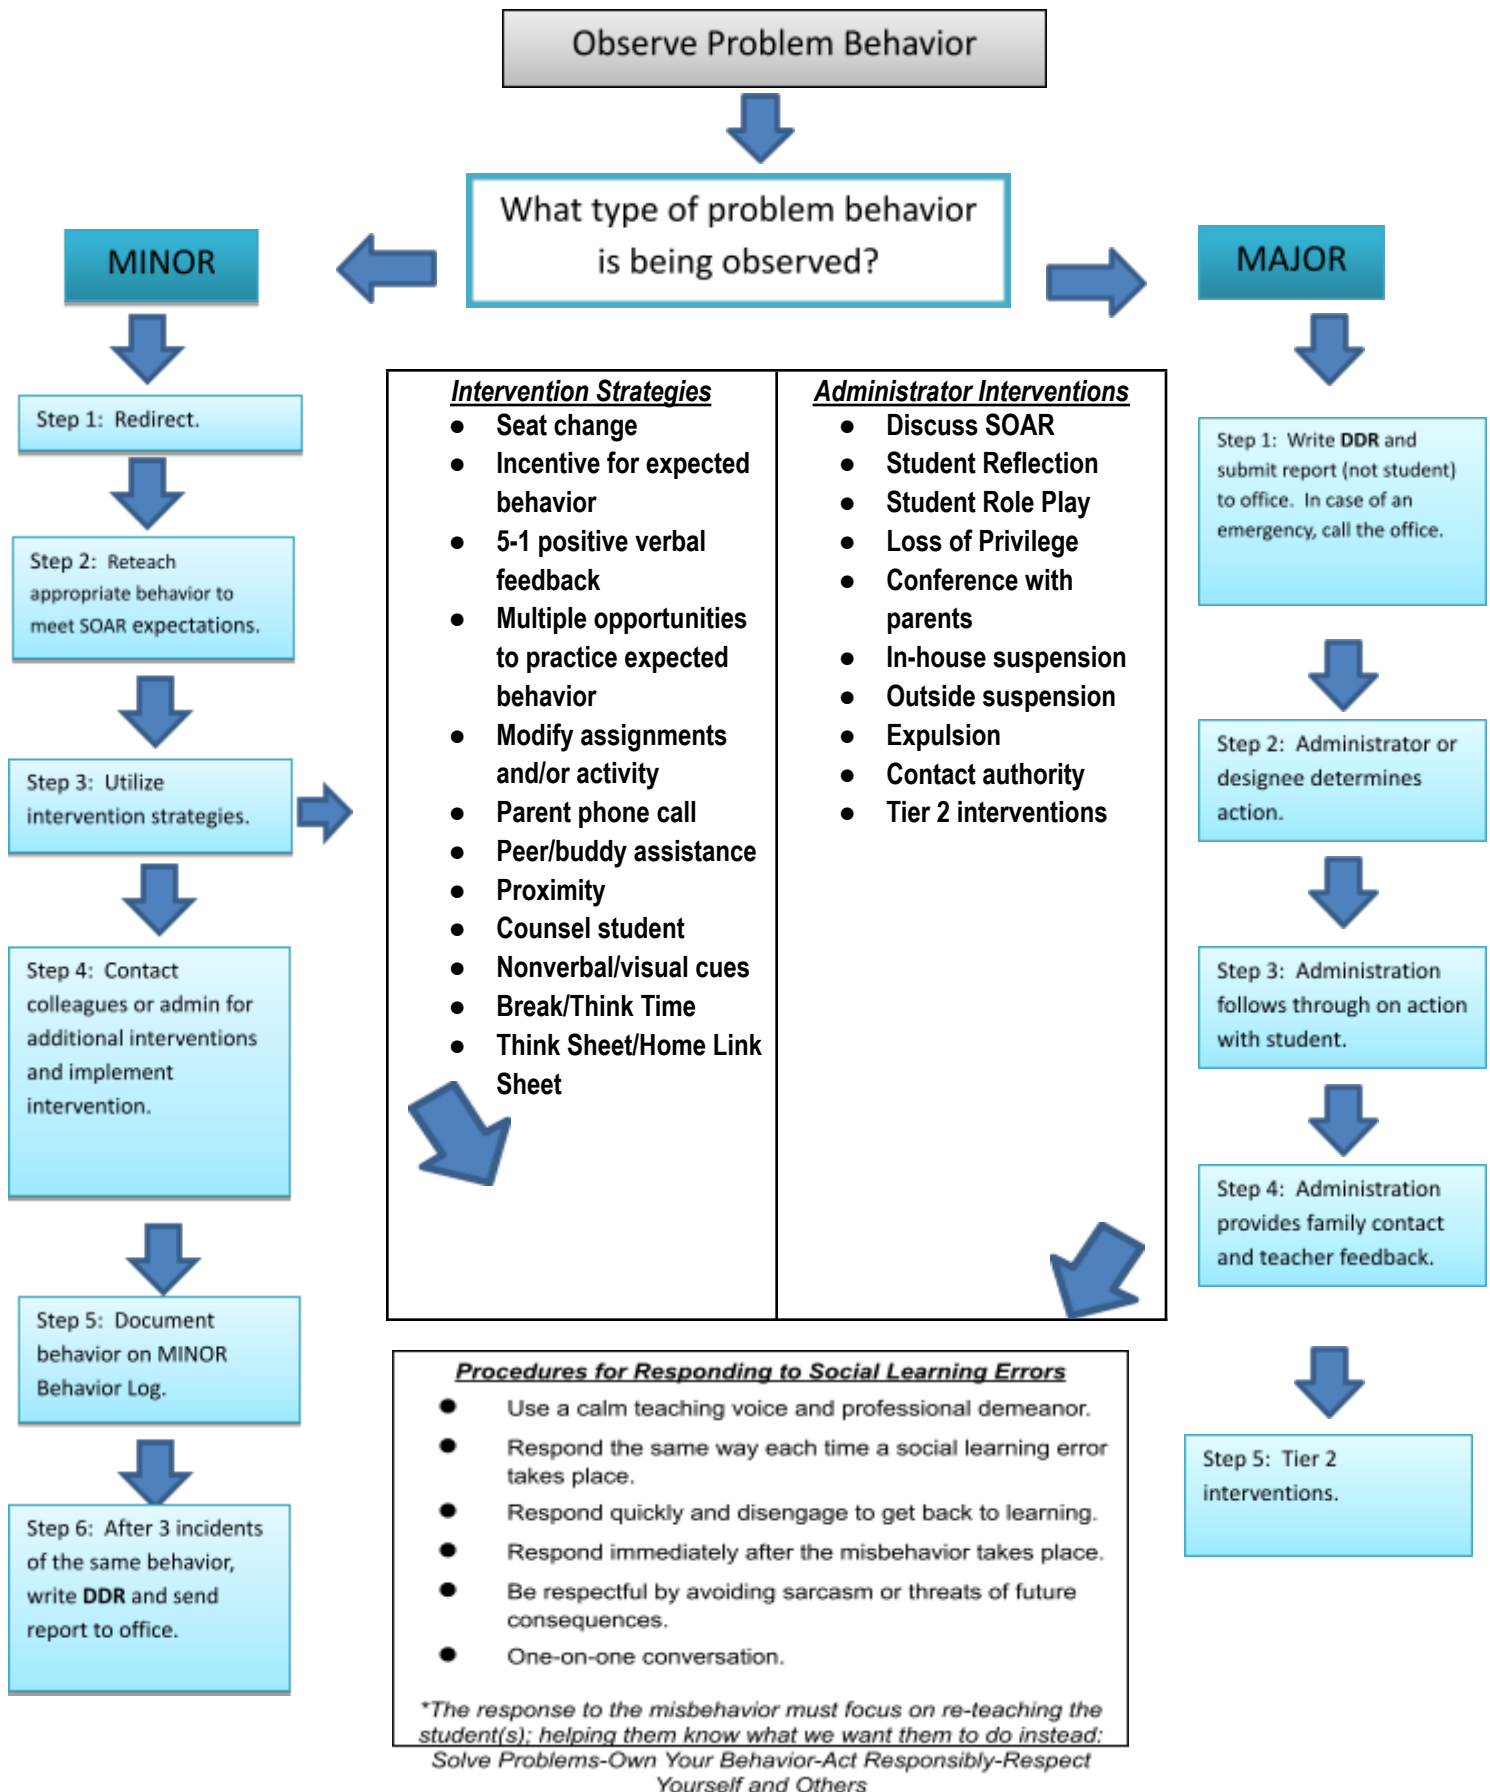 Observe Problem Behavior
What type of problem behavior
is being observed?
MINOR
Step 1:  Redirect.
Step 2:  Reteach
appropriate behavior to
meet SOAR expectations.
Step 3:  Utilize
intervention strategies.
Step 4:  Contact
colleagues or admin for
additional interventions
and implement
intervention.
Step 5:  Document
behavior on MINOR
Behavior Log.
Step 6:  After 3 incidents
of the same behavior,
write DDR and send
report to office.
Intervention Strategies
● Seat change
● Incentive for expected
behavior
● 5-1 positive verbal
feedback
● Multiple opportunities
to practice expected
behavior
● Modify assignments
and/or activity
● Parent phone call
● Peer/buddy assistance
● Proximity
● Counsel student
● Nonverbal/visual cues
● Break/Think Time
● Think Sheet/Home Link
Sheet
Administrator Interventions
● Discuss SOAR
● Student Reflection
● Student Role Play
● Loss of Privilege
● Conference with
parents
● In-house suspension
● Outside suspension
● Expulsion
● Contact authority
● Tier 2 interventions
MAJOR
Step 1:  Write DDR and
submit report (not student)
to office.  In case of an
emergency, call the office.
Step 2:  Administrator or
designee determines
action.
Step 3:  Administration
follows through on action
with student.
Step 4:  Administration
provides family contact
and teacher feedback.
Step 5:  Tier 2
interventions.
Procedures for Responding to Social Learning Errors
● Use a calm teaching voice and professional demeanor.
● Respond the same way each time a social learning error
takes place.
● Respond quickly and disengage to get back to learning.
● Respond immediately after the misbehavior takes place.
● Be respectful by avoiding sarcasm or threats of future
consequences.
● One-on-one conversation.
*The response to the misbehavior must focus on re-teaching the
student(s); helping them know what we want them to do instead:
Solve Problems-Own Your Behavior-Act Responsibly-Respect
Yourself and Others